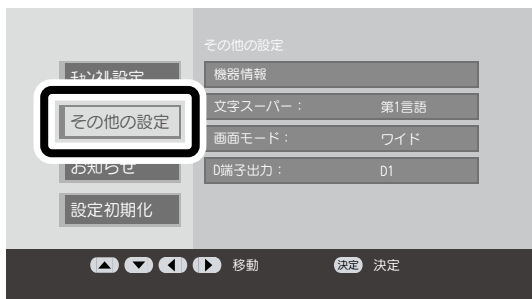 その他の設定
ﾁｬﾝﾈﾙ設定
機器情報
その他の設定
文字スーパー： 第1言語
画面モード： ワイド
お知らせ
D端子出力： D1
設定初期化
移動 決定 決定